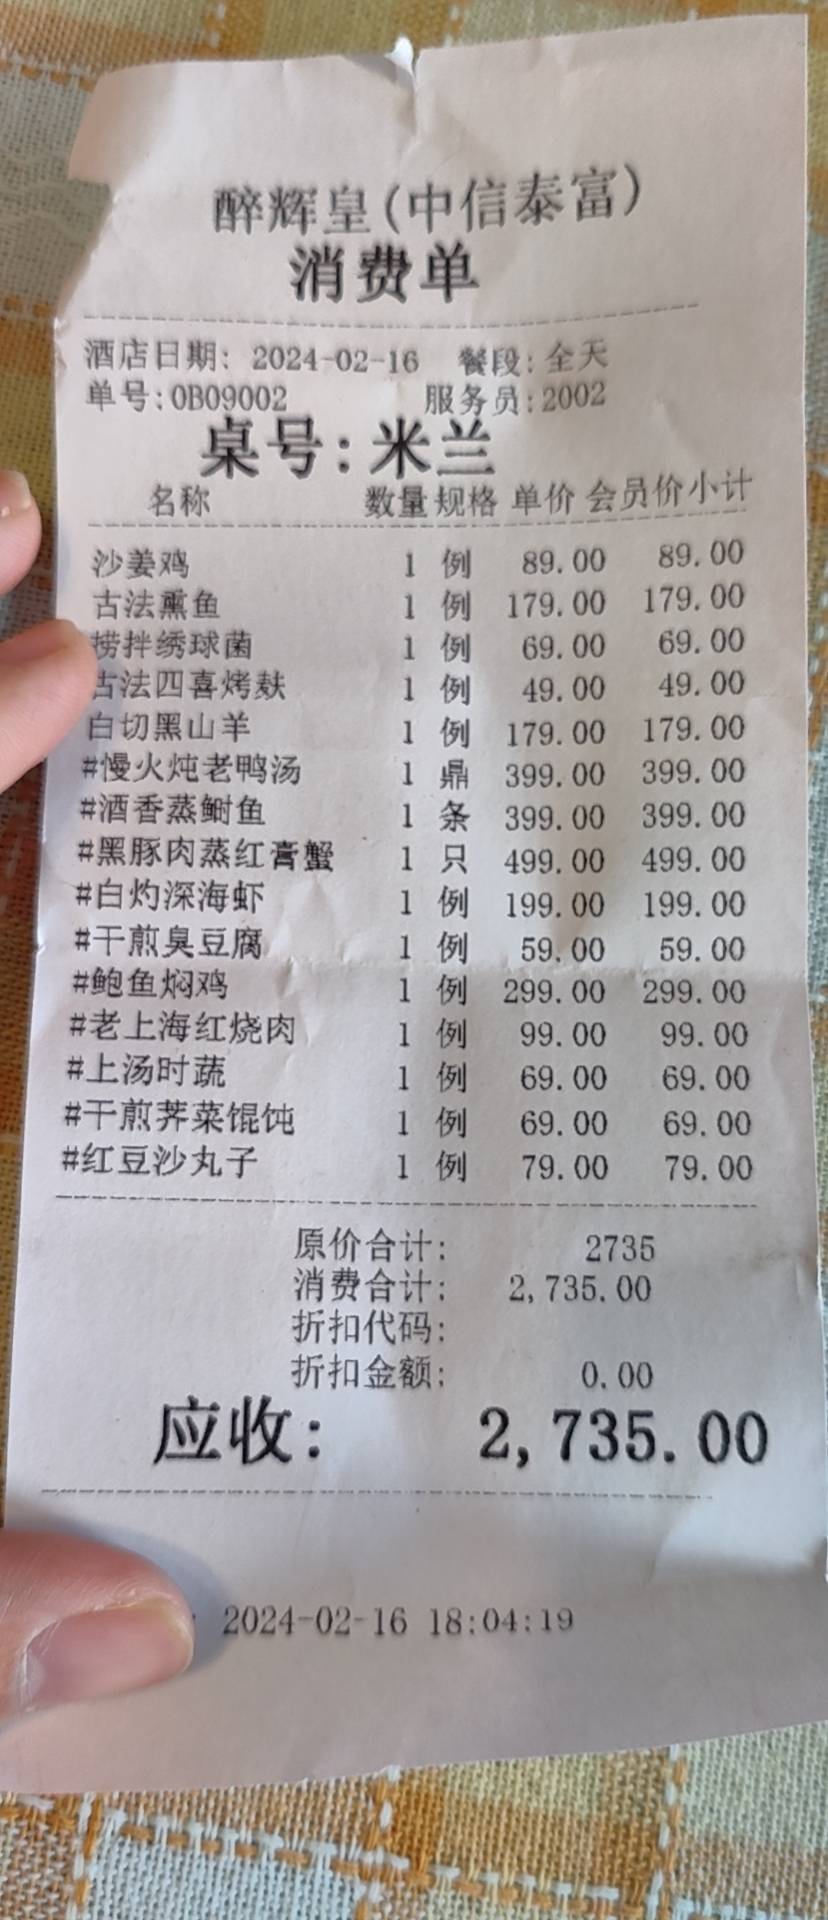 醉辉皇(中信泰富)
消费单
酒店日期: 2024-02-16 餐段:全天
单号:0B09002 服务员:2002
桌号:米兰
名称 数量 规格 单价 会员价 小计
沙姜鸡 1 例 89.00 89.00
古法熏鱼 1 例 179.00 179.00
捞拌绣球菌 1 例 69.00 69.00
古法四喜烤麸 1 例 49.00 49.00
白切黑山羊 1 例 179.00 179.00
#慢火炖老鸭汤 1 鼎 399.00 399.00
#酒香蒸鲥鱼 1 条 399.00 399.00
#黑豚肉蒸红膏蟹 1 只 499.00 499.00
#白灼深海虾 1 例 199.00 199.00
#干煎臭豆腐 1 例 59.00 59.00
#鲍鱼焖鸡 1 例 299.00 299.00
#老上海红烧肉 1 例 99.00 99.00
#上汤时蔬 1 例 69.00 69.00
#干煎荠菜馄饨 1 例 69.00 69.00
#红豆沙丸子 1 例 79.00 79.00
原价合计: 2735
消费合计: 2,735.00
折扣代码:
折扣金额: 0.00
应收: 2,735.00
2024-02-16 18:04:19